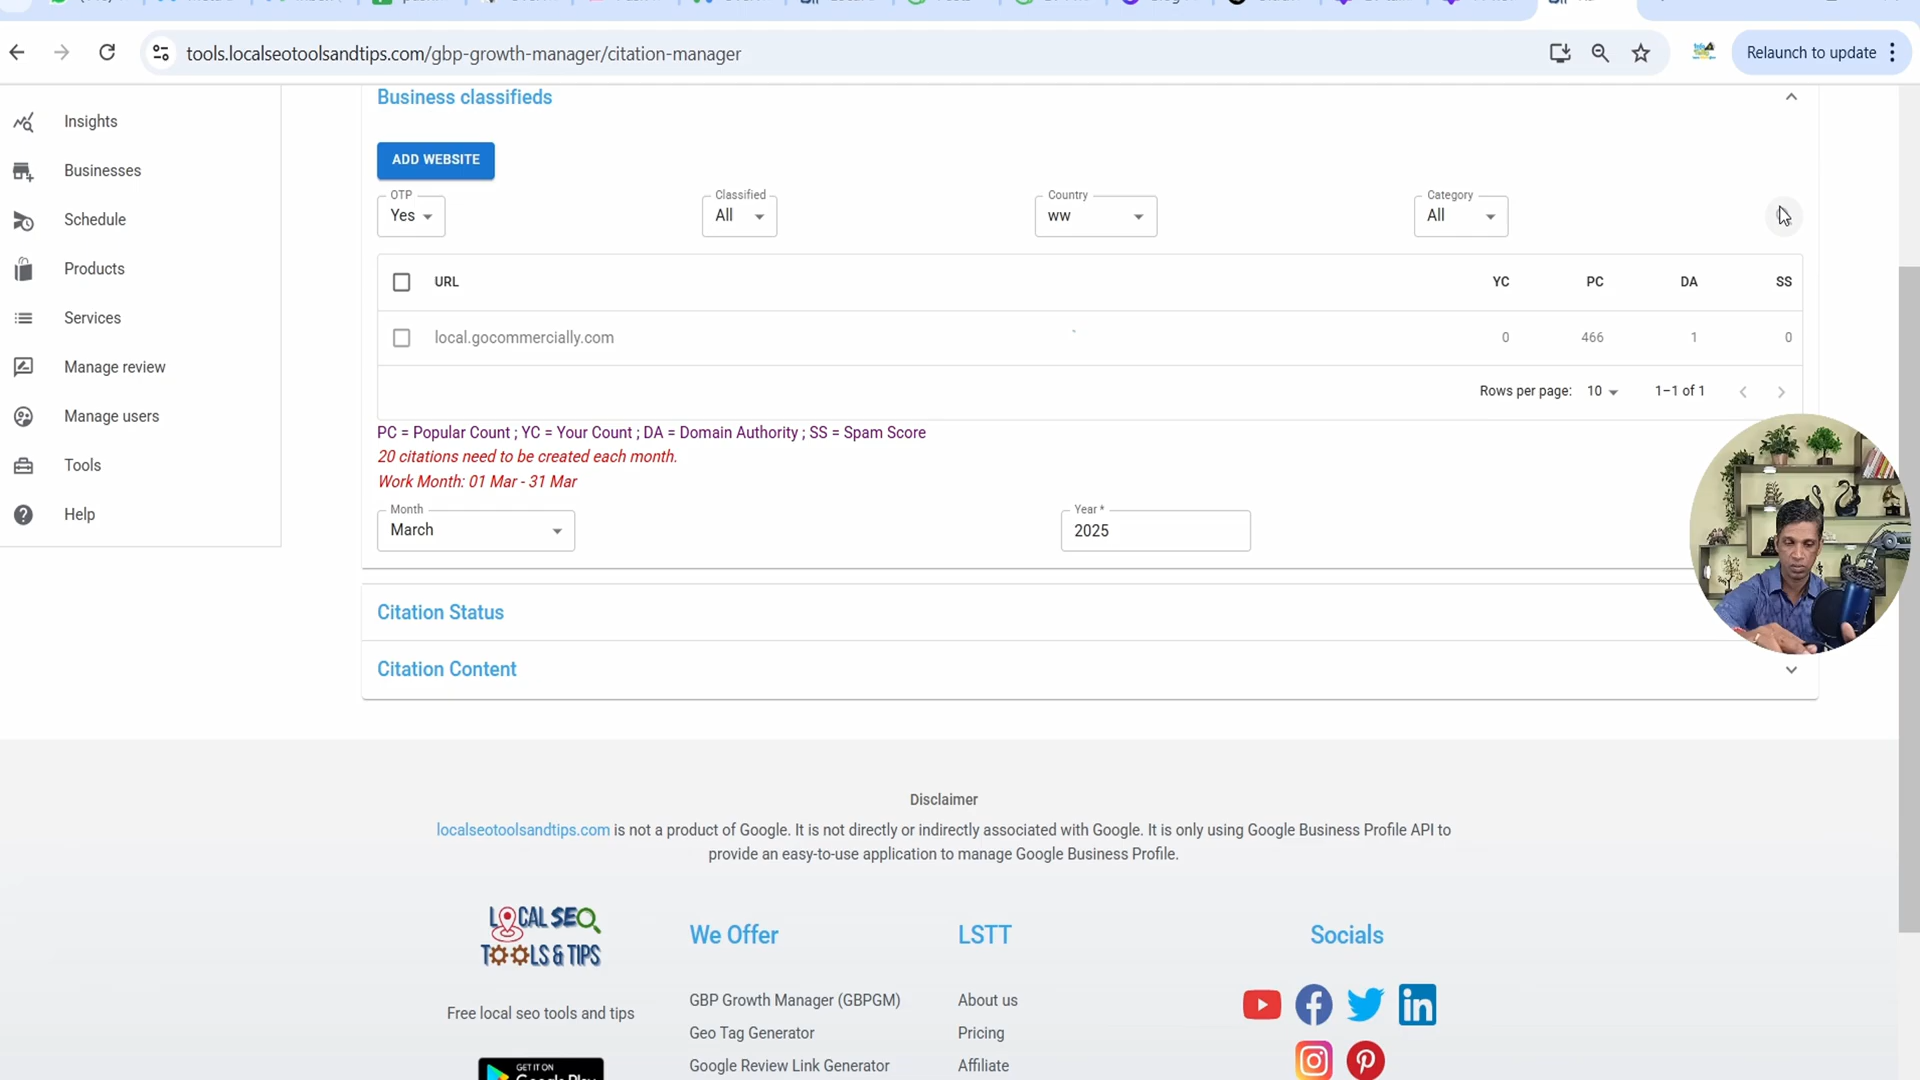 tools.localseotoolsandtips.com/gbp-growth-manager/citation-manager
Relaunch to update
Insights
Businesses
Schedule
Products
Services
Manage review
Manage users
Tools
Help
Business classifieds
ADD WEBSITE
OTP
Yes
Classified
All
Country
ww
Category
All
URL YC PC DA SS
local.gocommercially.com 0 466 1 0
Rows per page: 10 1–1 of 1
PC = Popular Count ; YC = Your Count ; DA = Domain Authority ; SS = Spam Score
20 citations need to be created each month.
Work Month: 01 Mar - 31 Mar
Month
March
Year *
2025
Citation Status
Citation Content
Disclaimer
localseotoolsandtips.com is not a product of Google. It is not directly or indirectly associated with Google. It is only using Google Business Profile API to
provide an easy-to-use application to manage Google Business Profile.
LOCAL SEO
TOOLS & TIPS
Free local seo tools and tips
GET IT ON
We Offer
GBP Growth Manager (GBPGM)
Geo Tag Generator
Google Review Link Generator
LSTT
About us
Pricing
Affiliate
Socials